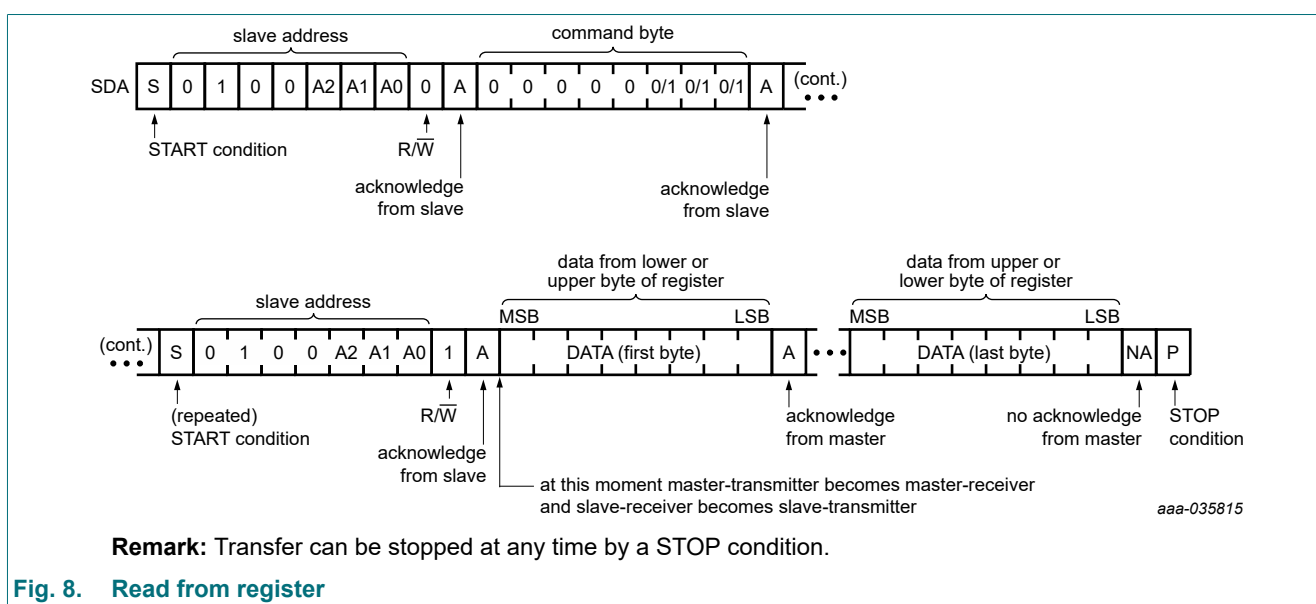 slave address command byte
SDA S 0 1 0 0 A2 A1 A0 0 A 0 0 0 0 0 0/1 0/1 0/1 A (cont.) •••
START condition R/W̅
acknowledge from slave
acknowledge from slave
data from lower or
upper byte of register
data from upper or
lower byte of register
slave address
MSB LSB MSB LSB
(cont.) ••• S 0 1 0 0 A2 A1 A0 1 A DATA (first byte) A ••• DATA (last byte) NA P
(repeated)
START condition
R/W̅
acknowledge
from slave
acknowledge
from master
no acknowledge
from master
STOP
condition
at this moment master-transmitter becomes master-receiver
and slave-receiver becomes slave-transmitter
aaa-035815
Remark: Transfer can be stopped at any time by a STOP condition.
Fig. 8. Read from register